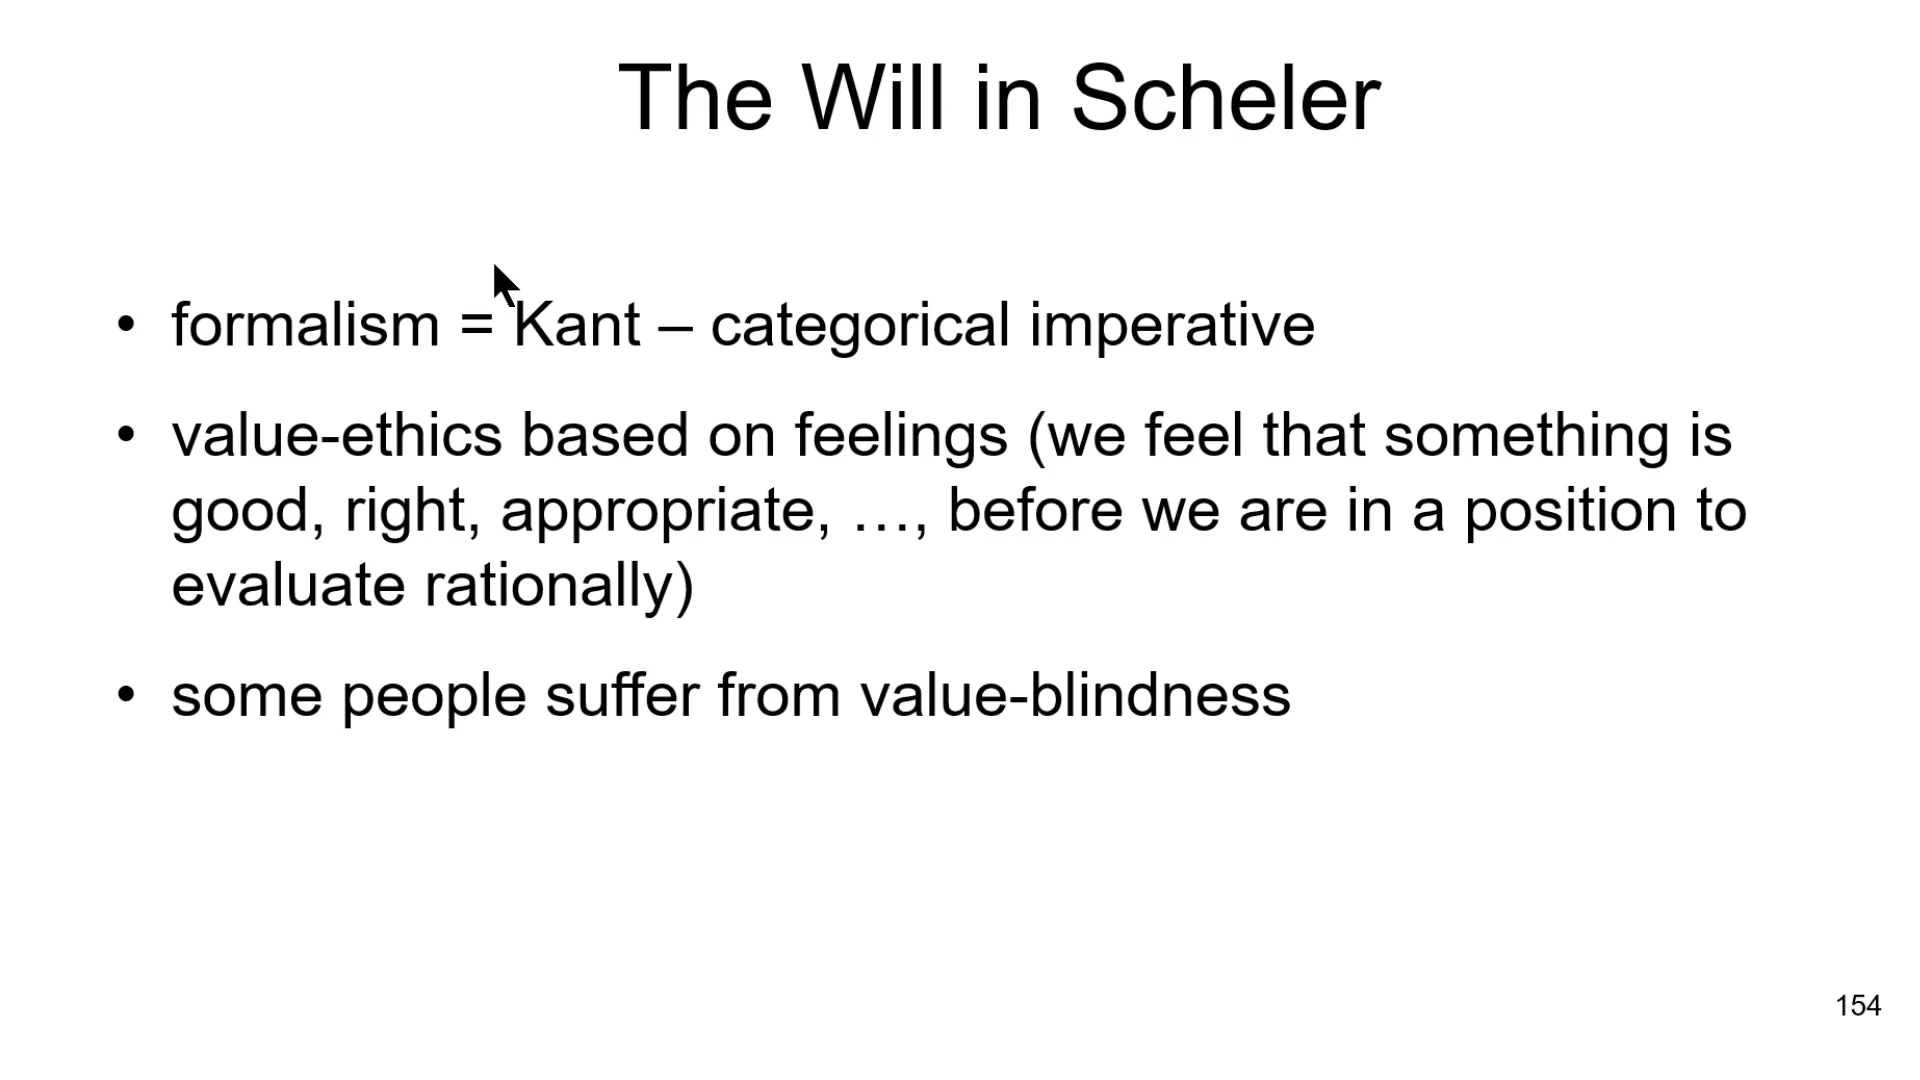 The Will in Scheler
• formalism = Kant – categorical imperative
• value-ethics based on feelings (we feel that something is
good, right, appropriate, …, before we are in a position to
evaluate rationally)
• some people suffer from value-blindness
154